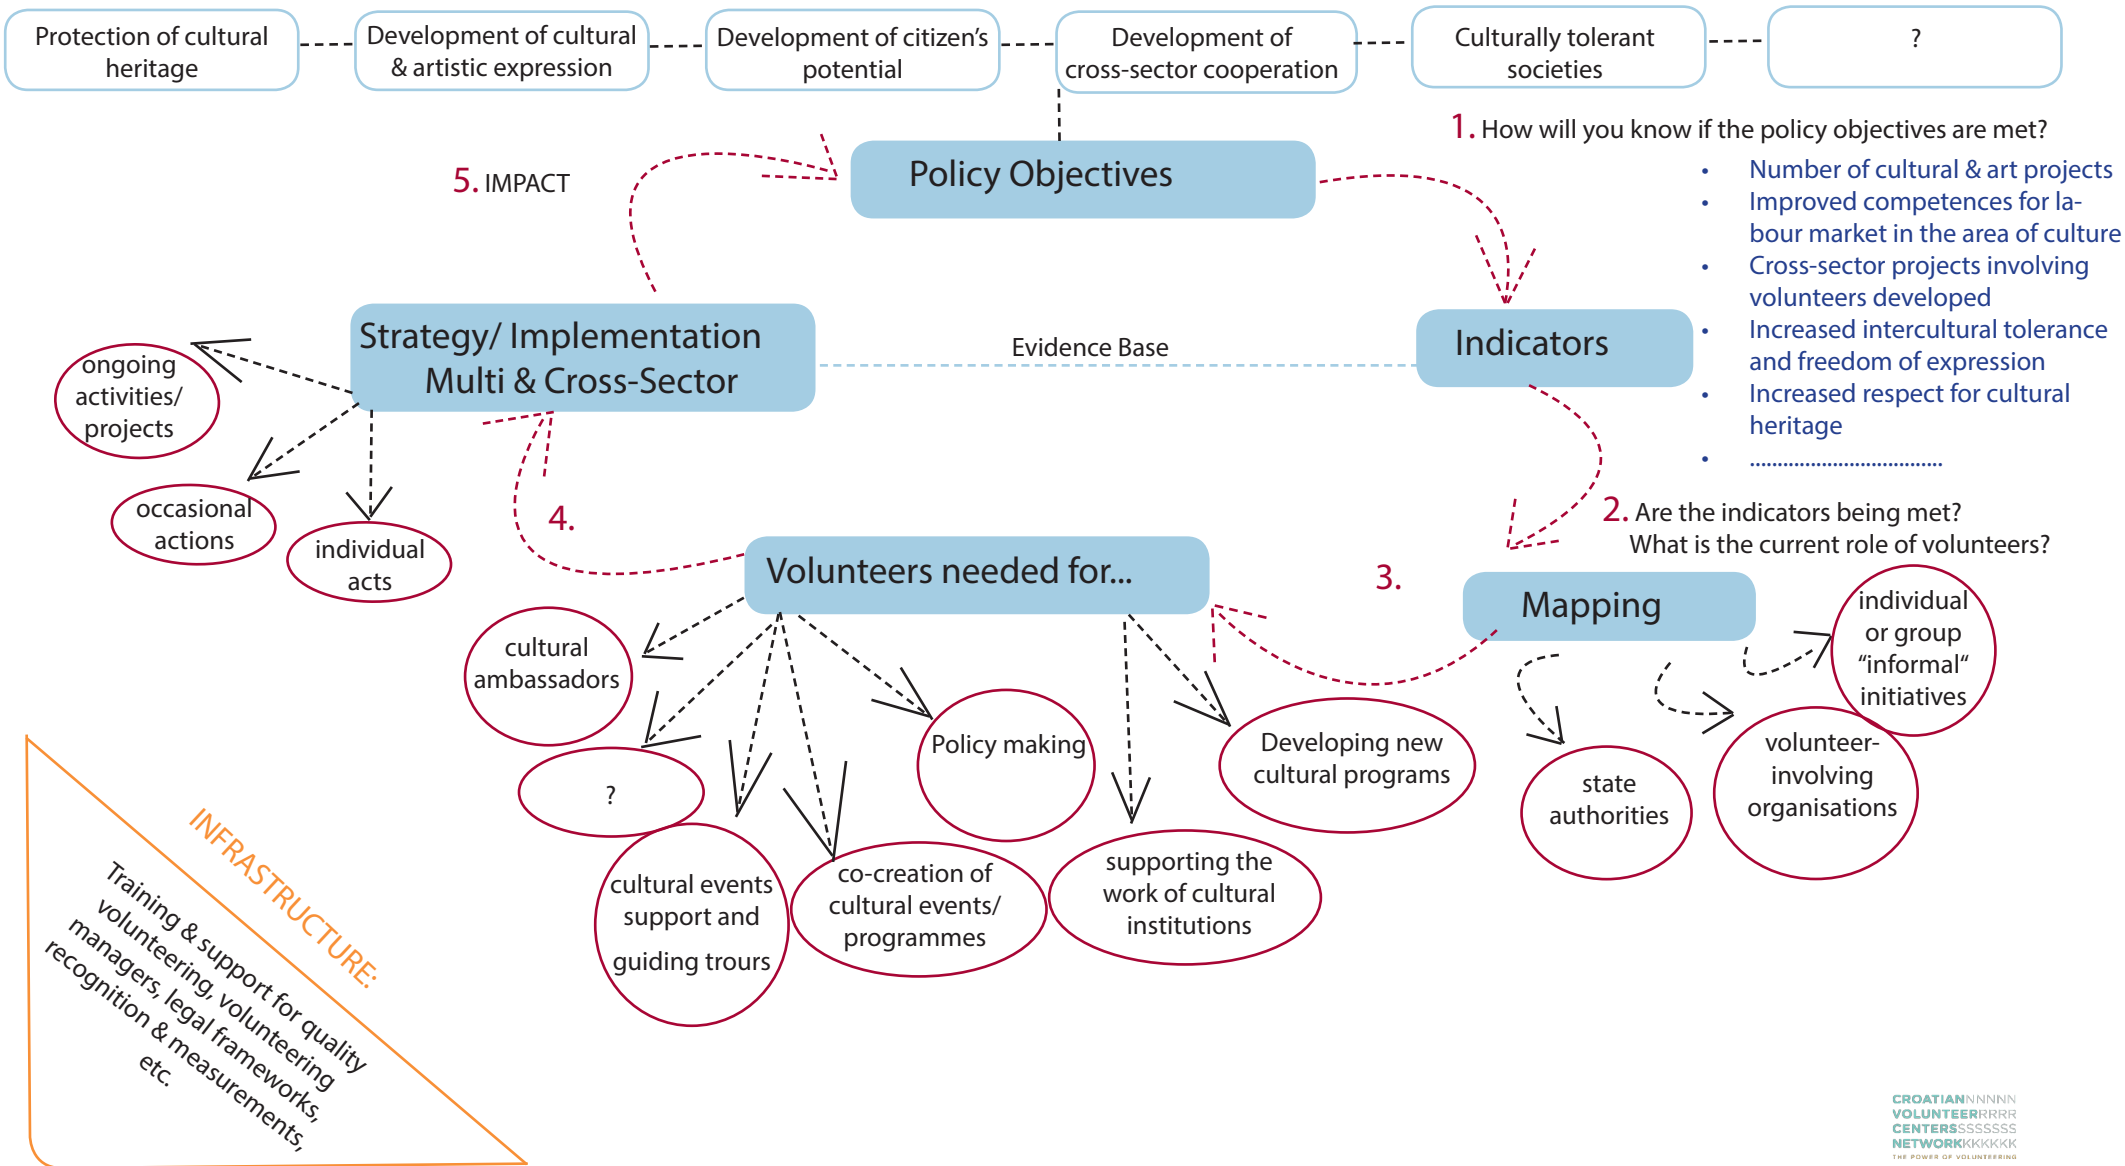 Protection of cultural
heritage
Development of cultural
& artistic expression
Development of citizen's
potential
Development of
cross-sector cooperation
Culturally tolerant
societies
?
1. How will you know if the policy objectives are met?
• Number of cultural & art projects
• Improved competences for la-
bour market in the area of culture
• Cross-sector projects involving
volunteers developed
• Increased intercultural tolerance
and freedom of expression
• Increased respect for cultural
heritage
• ..................................
5. IMPACT
Policy Objectives
Strategy/ Implementation
Multi & Cross-Sector
Evidence Base
Indicators
ongoing
activities/
projects
occasional
actions
individual
acts
4.
2. Are the indicators being met?
What is the current role of volunteers?
Volunteers needed for...
3.
Mapping
individual
or group
“informal“
initiatives
volunteer-
involving
organisations
state
authorities
cultural
ambassadors
?
cultural events
support and
guiding trours
co-creation of
cultural events/
programmes
Policy making
supporting the
work of cultural
institutions
Developing new
cultural programs
INFRASTRUCTURE:
Training & support for quality
volunteering, volunteering
managers, legal frameworks,
recognition & measurements,
etc.
CROATIANNNNNN
VOLUNTEERRRRR
CENTERSSSSSSSS
NETWORKKKKKKK
THE POWER OF VOLUNTEERING